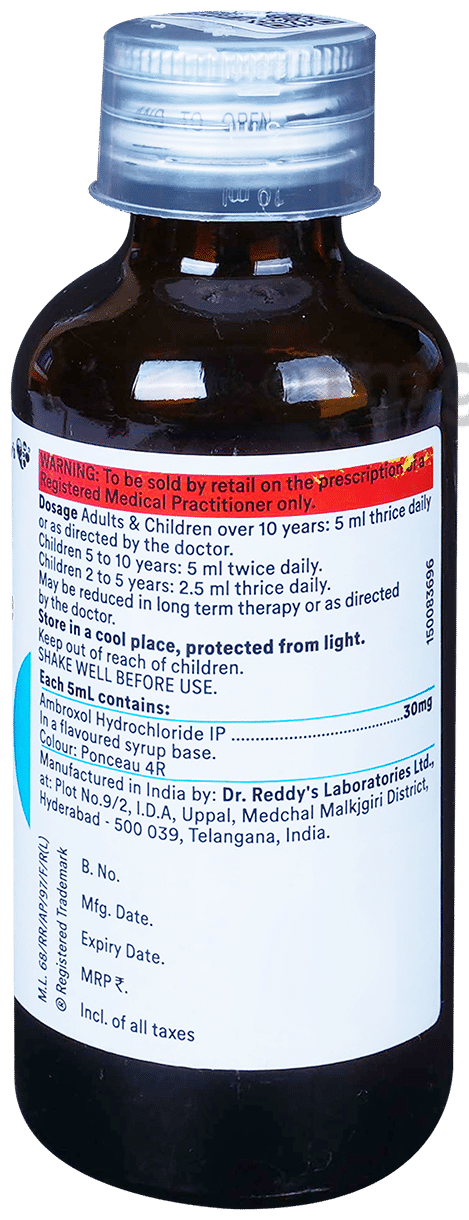 TO OPEN
10 ml
WARNING: To be sold by retail on the prescription of a
Registered Medical Practitioner only.
Dosage Adults & Children over 10 years: 5 ml thrice daily
or as directed by the doctor.
Children 5 to 10 years: 5 ml twice daily.
Children 2 to 5 years: 2.5 ml thrice daily.
May be reduced in long term therapy or as directed
by the doctor.
Store in a cool place, protected from light.
Keep out of reach of children.
SHAKE WELL BEFORE USE.
Each 5mL contains:
Ambroxol Hydrochloride IP ................................30mg
in a flavoured syrup base.
Colour: Ponceau 4R
Manufactured in India by: Dr. Reddy's Laboratories Ltd.,
at: Plot No.9/2, I.D.A, Uppal, Medchal Malkjgiri District,
Hyderabad - 500 039, Telangana, India.
B. No.
Mfg. Date.
Expiry Date.
MRP ₹.
Incl. of all taxes
M.L. 68/RR/AP/97/F/R(L)
® Registered Trademark
150083696